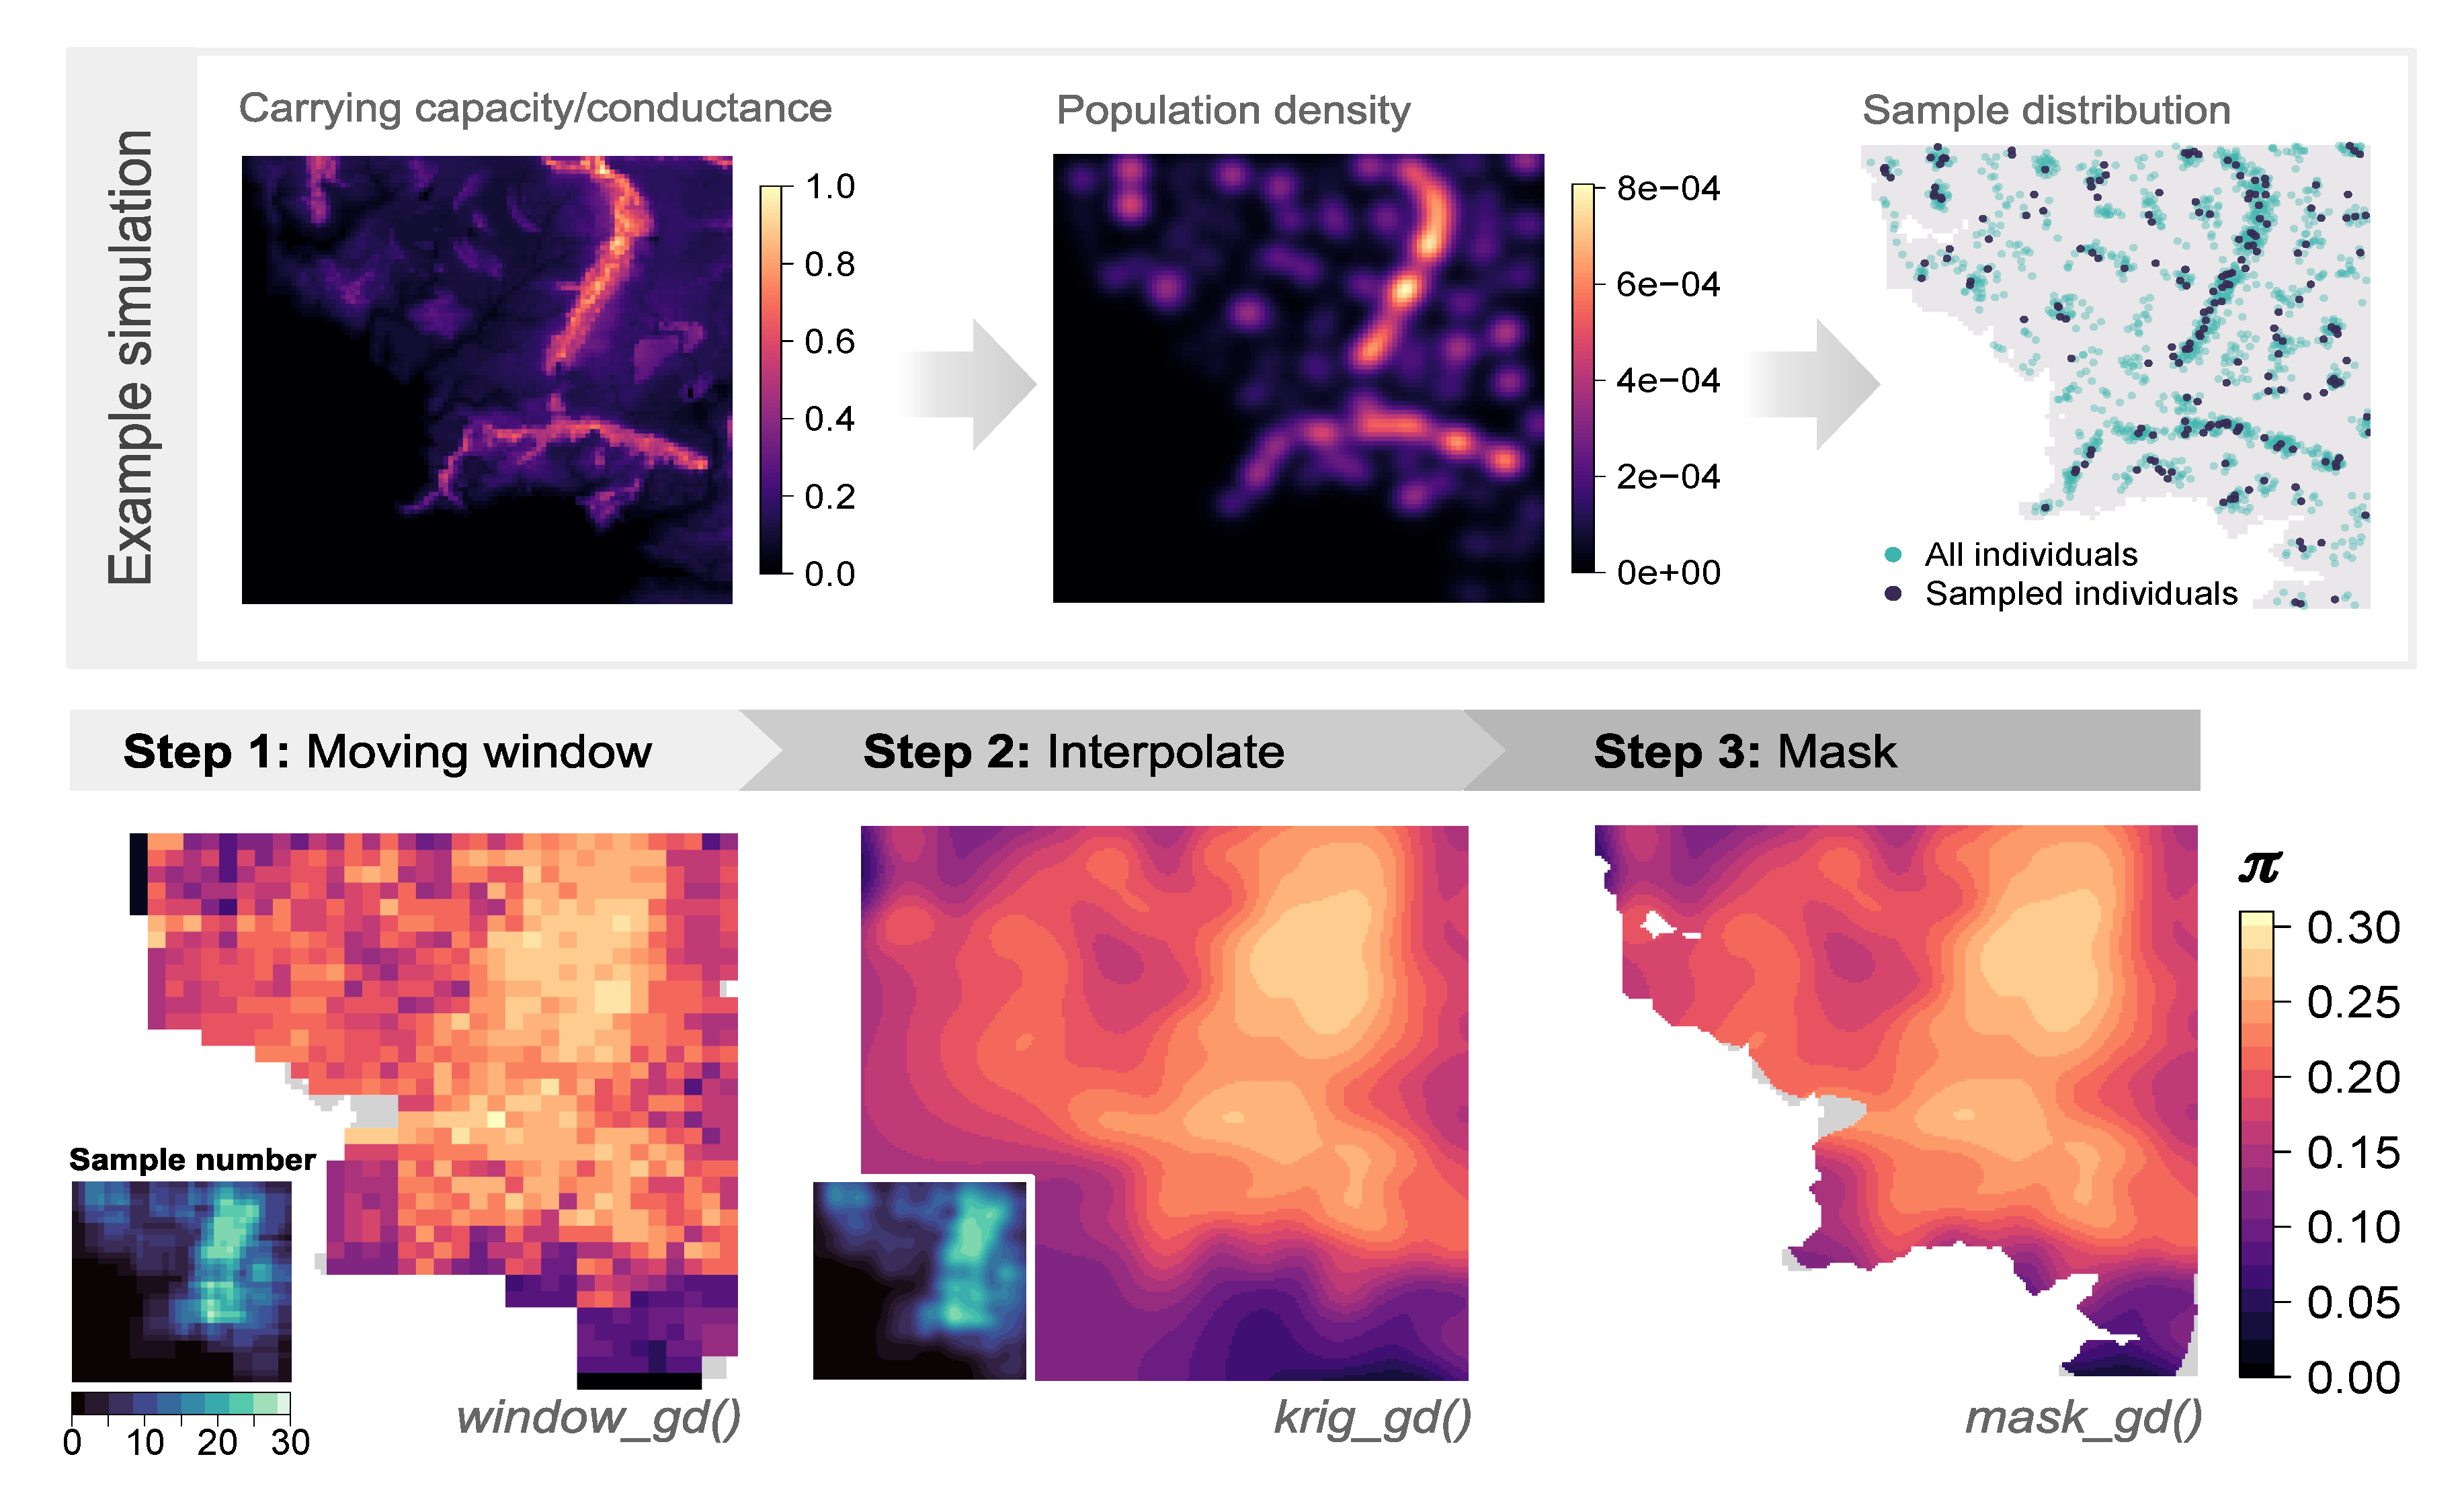 Example simulation
Carrying capacity/conductance
1.0
0.8
0.6
0.4
0.2
0.0
Population density
8e−04
6e−04
4e−04
2e−04
0e+00
Sample distribution
All individuals
Sampled individuals
Step 1: Moving window
Step 2: Interpolate
Step 3: Mask
Sample number
0 10 20 30
window_gd()
krig_gd()
mask_gd()
π
0.30
0.25
0.20
0.15
0.10
0.05
0.00